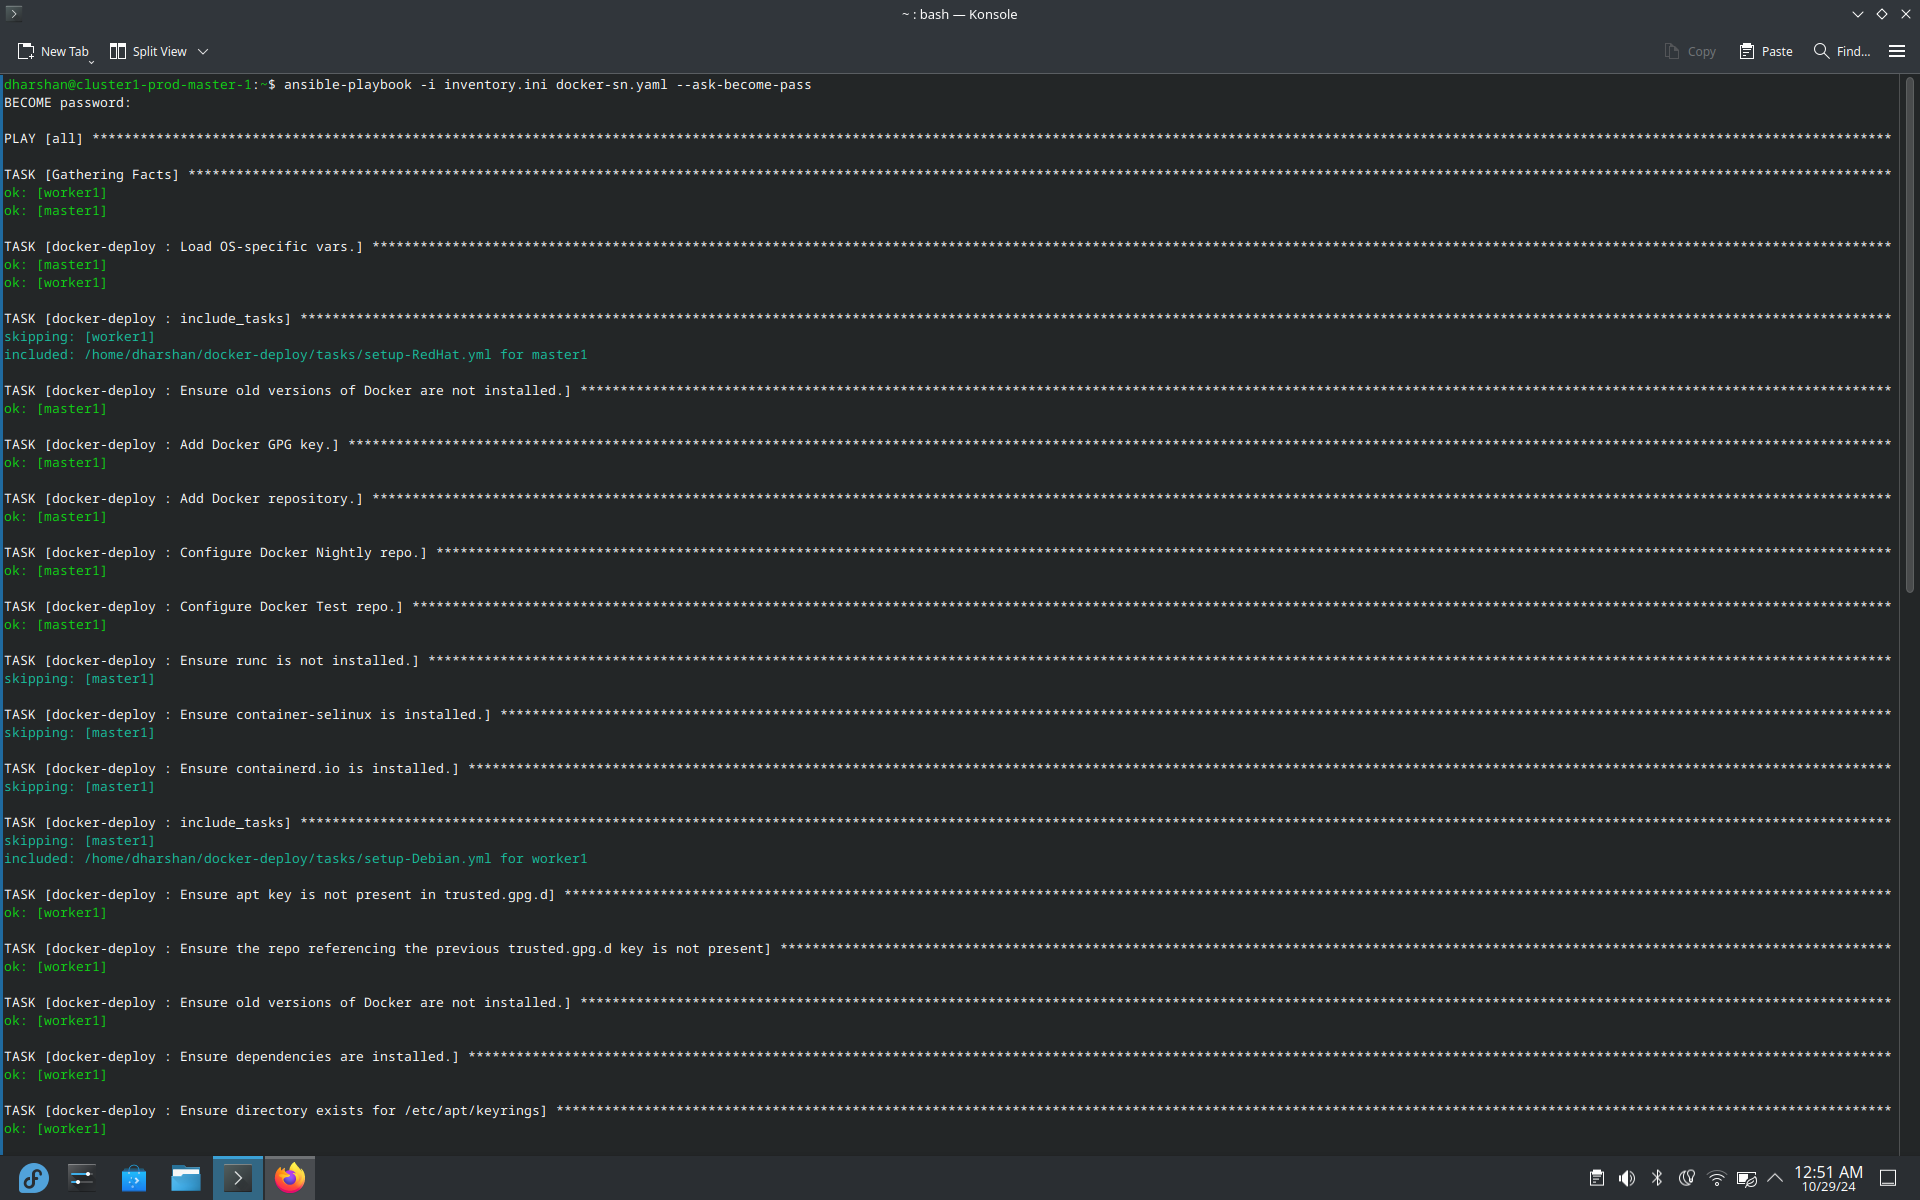 ~ : bash — Konsole
New Tab
Split View
Copy
Paste
Find...
dharshan@cluster1-prod-master-1:~$ ansible-playbook -i inventory.ini docker-sn.yaml --ask-become-pass
BECOME password:
PLAY [all] ****
TASK [Gathering Facts] ****
ok: [worker1]
ok: [master1]
TASK [docker-deploy : Load OS-specific vars.] ****
ok: [master1]
ok: [worker1]
TASK [docker-deploy : include_tasks] ****
skipping: [worker1]
included: /home/dharshan/docker-deploy/tasks/setup-RedHat.yml for master1
TASK [docker-deploy : Ensure old versions of Docker are not installed.] ****
ok: [master1]
TASK [docker-deploy : Add Docker GPG key.] ****
ok: [master1]
TASK [docker-deploy : Add Docker repository.] ****
ok: [master1]
TASK [docker-deploy : Configure Docker Nightly repo.] ****
ok: [master1]
TASK [docker-deploy : Configure Docker Test repo.] ****
ok: [master1]
TASK [docker-deploy : Ensure runc is not installed.] ****
skipping: [master1]
TASK [docker-deploy : Ensure container-selinux is installed.] ****
skipping: [master1]
TASK [docker-deploy : Ensure containerd.io is installed.] ****
skipping: [master1]
TASK [docker-deploy : include_tasks] ****
skipping: [master1]
included: /home/dharshan/docker-deploy/tasks/setup-Debian.yml for worker1
TASK [docker-deploy : Ensure apt key is not present in trusted.gpg.d] ****
ok: [worker1]
TASK [docker-deploy : Ensure the repo referencing the previous trusted.gpg.d key is not present] ****
ok: [worker1]
TASK [docker-deploy : Ensure old versions of Docker are not installed.] ****
ok: [worker1]
TASK [docker-deploy : Ensure dependencies are installed.] ****
ok: [worker1]
TASK [docker-deploy : Ensure directory exists for /etc/apt/keyrings] ****
ok: [worker1]
12:51 AM
10/29/24